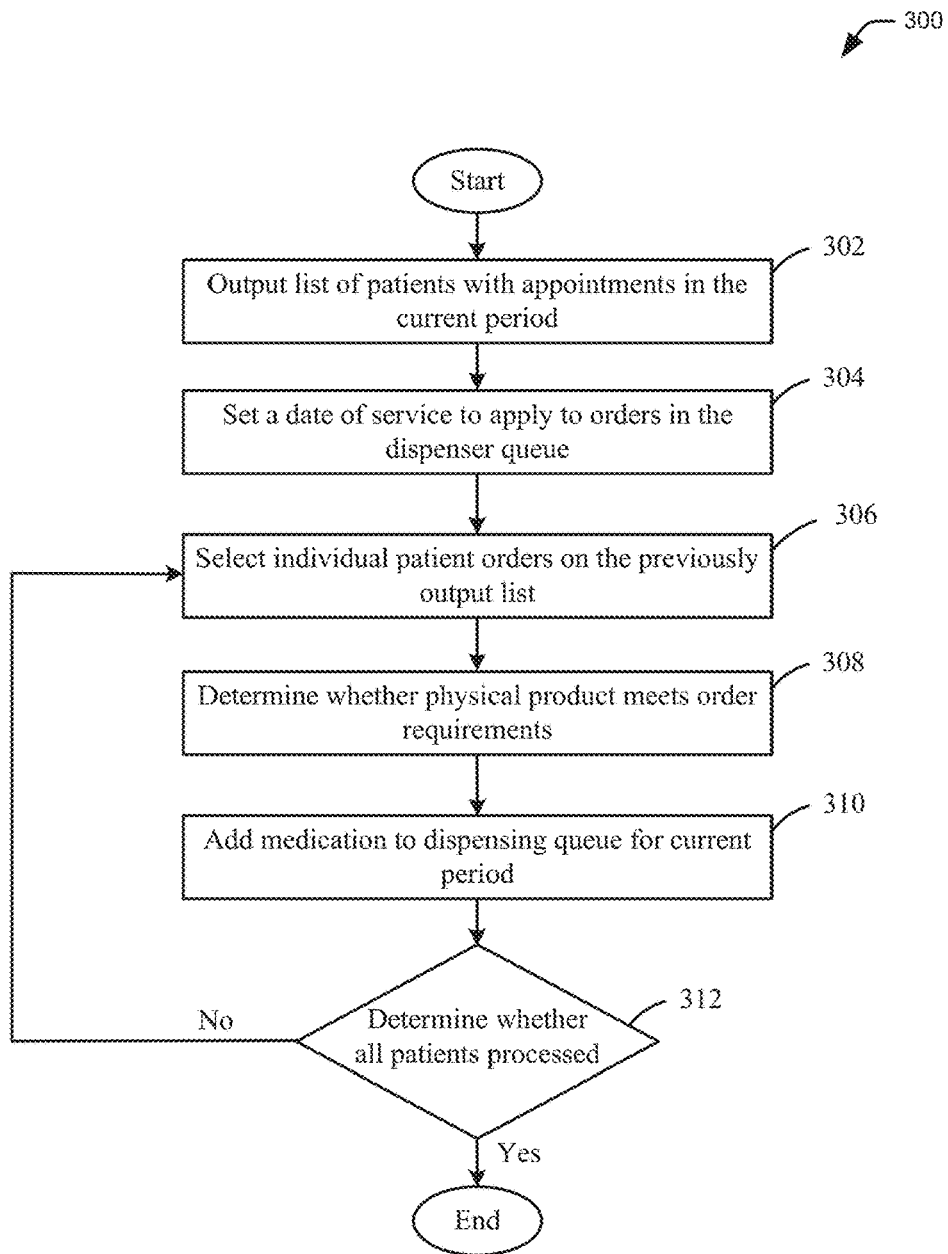 300
Start
302
Output list of patients with appointments in the
current period
304
Set a date of service to apply to orders in the
dispenser queue
306
Select individual patient orders on the previously
output list
308
Determine whether physical product meets order
requirements
310
Add medication to dispensing queue for current
period
312
Determine whether
all patients processed
No
Yes
End